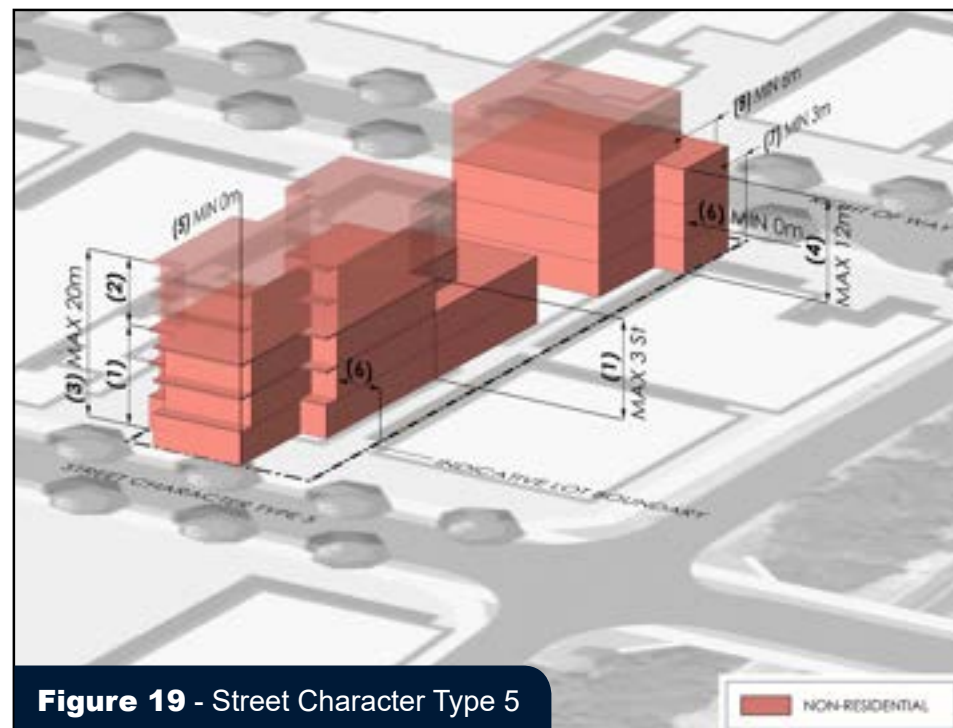 (8) MIN 6m
(7) MIN 3m
(5) MIN 0m
(6) MIN 0m
OF WAY
(4)
MAX 12m
(3) MAX 20m
(2)
(1)
(6)
(1)
MAX 3 St
STREET CHARACTER TYPE 5
INDICATIVE LOT BOUNDARY
Figure 19 - Street Character Type 5
NON-RESIDENTIAL